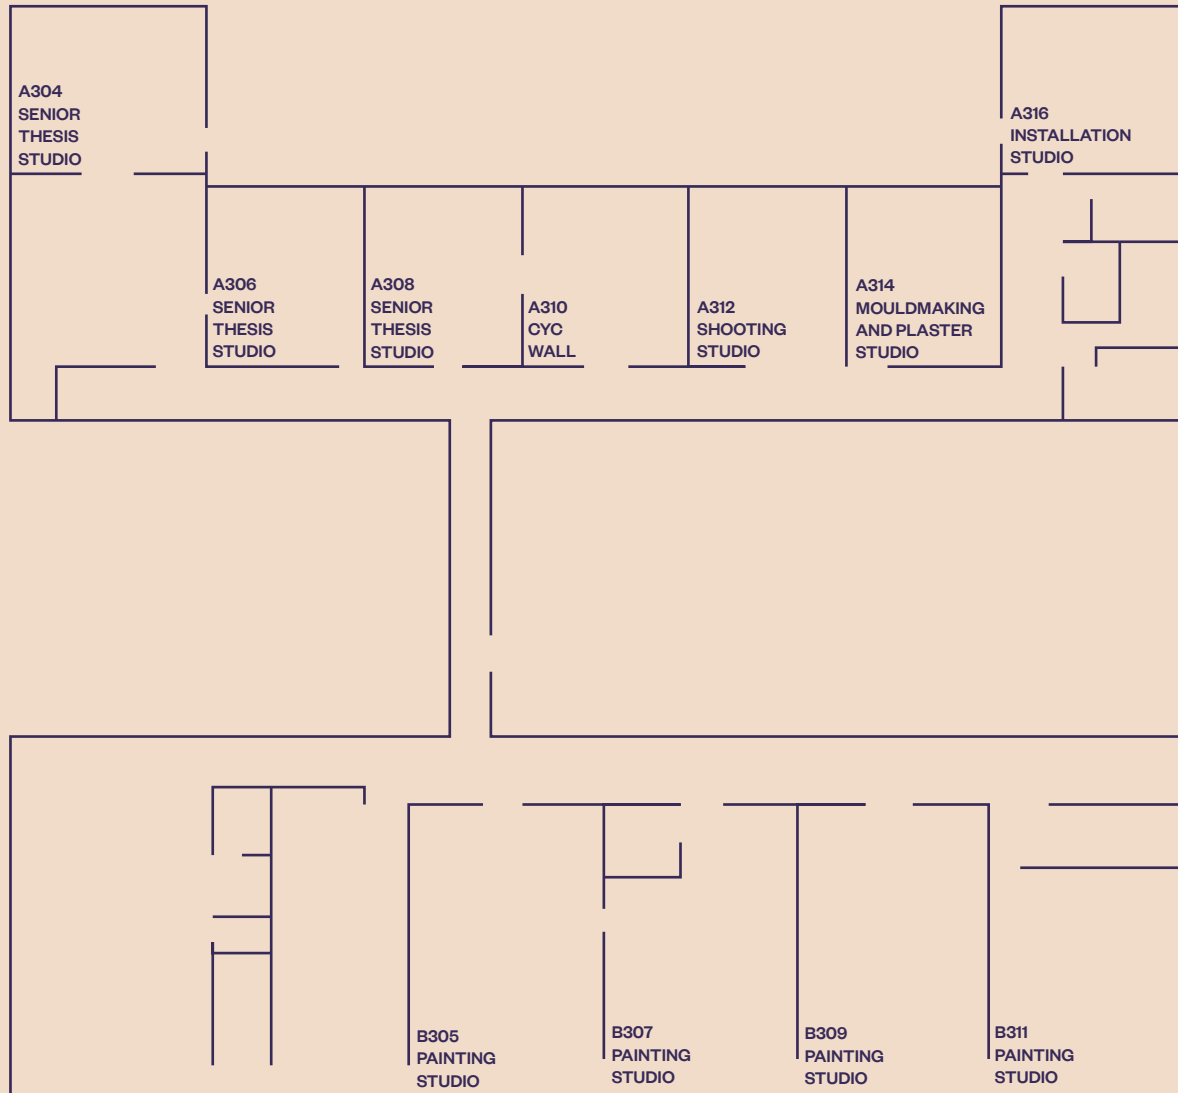 A304
SENIOR
THESIS
STUDIO
A316
INSTALLATION
STUDIO
A306
SENIOR
THESIS
STUDIO
A308
SENIOR
THESIS
STUDIO
A310
CYC
WALL
A312
SHOOTING
STUDIO
A314
MOULDMAKING
AND PLASTER
STUDIO
B305
PAINTING
STUDIO
B307
PAINTING
STUDIO
B309
PAINTING
STUDIO
B311
PAINTING
STUDIO